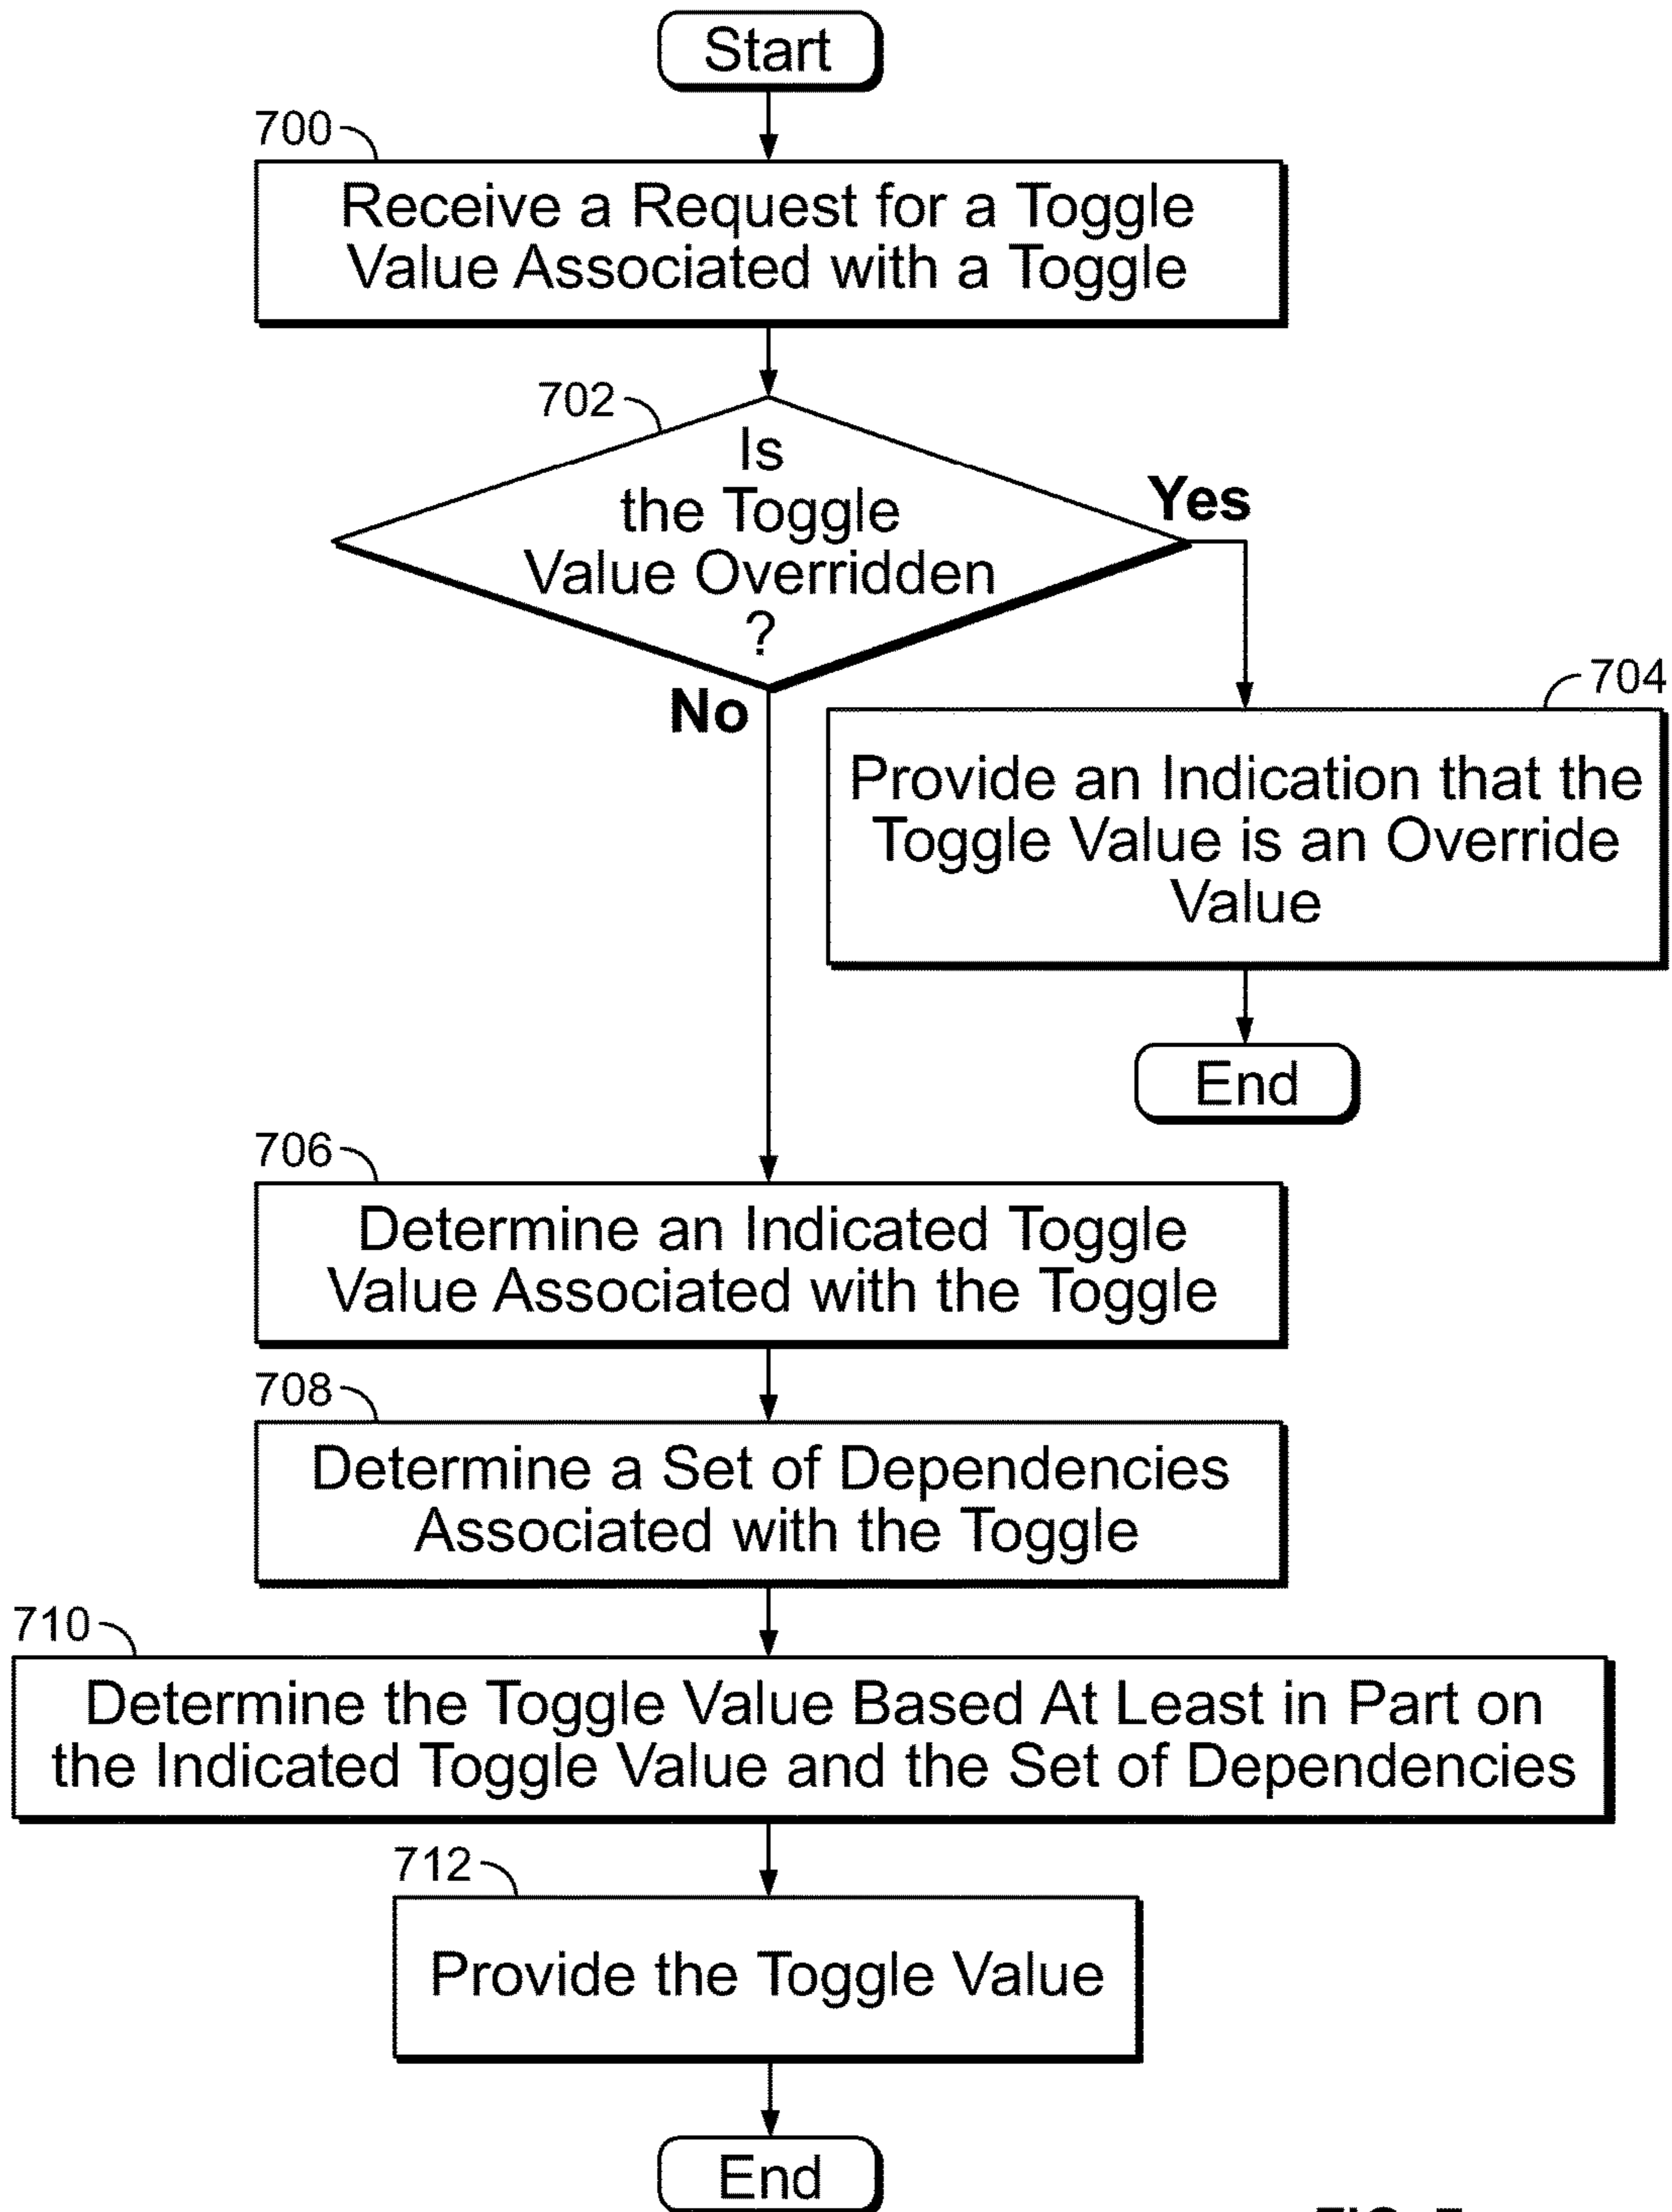 Start
700
Receive a Request for a Toggle
Value Associated with a Toggle
702
Is
the Toggle
Value Overridden
?
Yes
No
704
Provide an Indication that the
Toggle Value is an Override
Value
End
706
Determine an Indicated Toggle
Value Associated with the Toggle
708
Determine a Set of Dependencies
Associated with the Toggle
710
Determine the Toggle Value Based At Least in Part on
the Indicated Toggle Value and the Set of Dependencies
712
Provide the Toggle Value
End